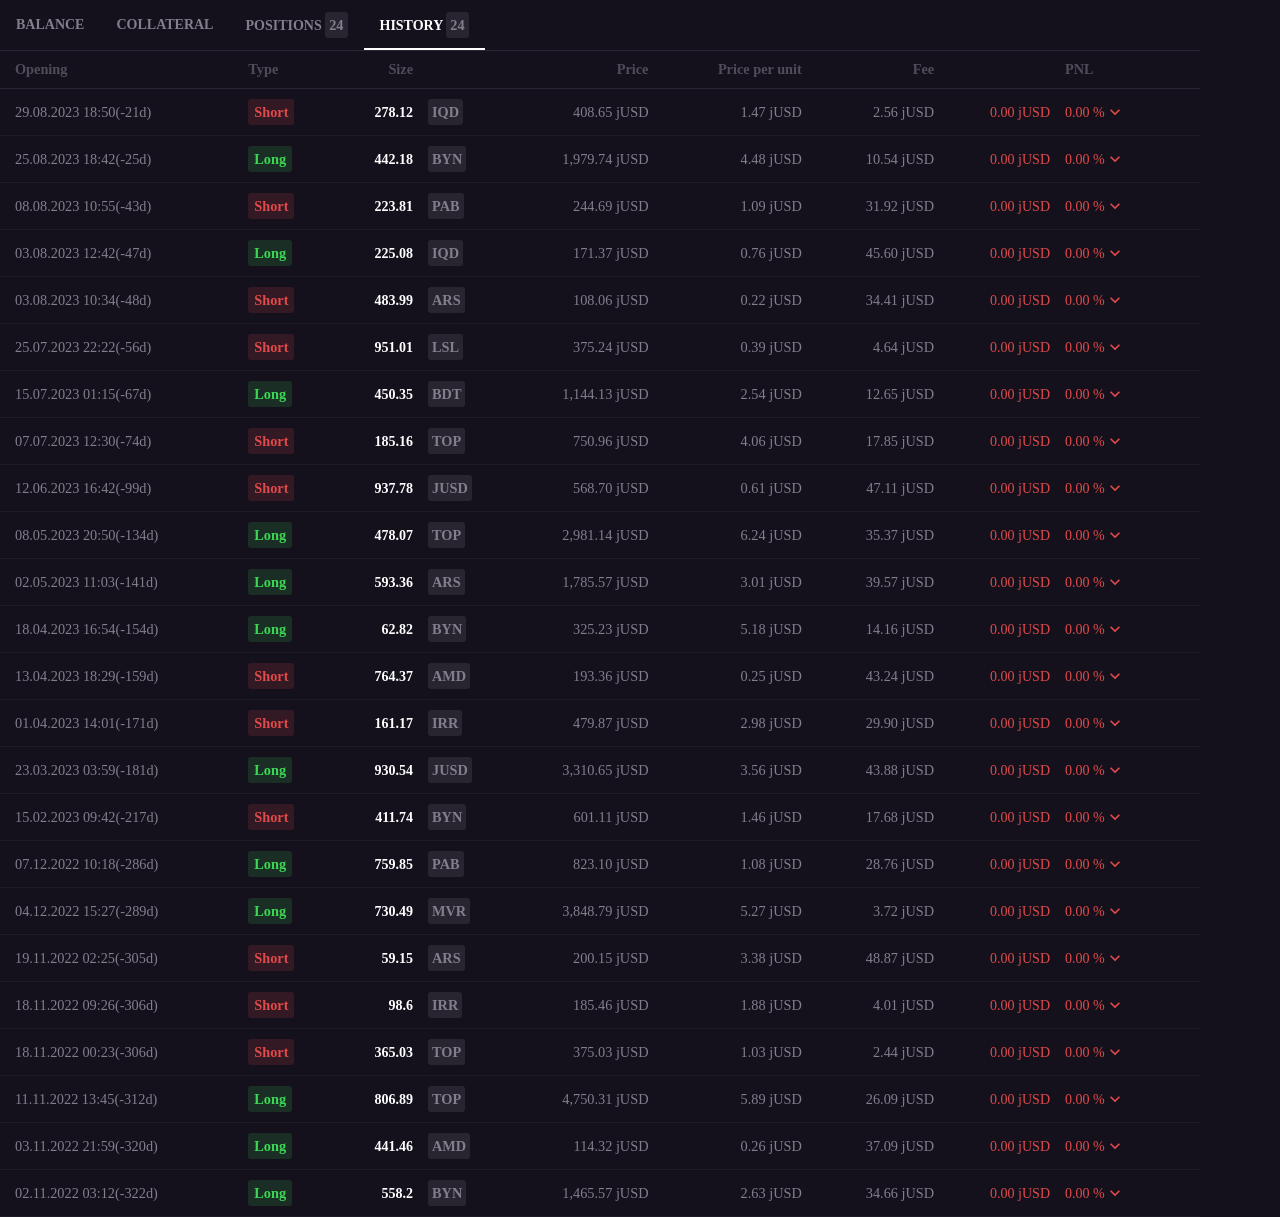 BALANCE COLLATERAL POSITIONS 24 HISTORY 24
Opening Type Size Price Price per unit Fee PNL
29.08.2023 18:50(-21d) Short 278.12 IQD 408.65 jUSD 1.47 jUSD 2.56 jUSD 0.00 jUSD 0.00 %
25.08.2023 18:42(-25d) Long 442.18 BYN 1,979.74 jUSD 4.48 jUSD 10.54 jUSD 0.00 jUSD 0.00 %
08.08.2023 10:55(-43d) Short 223.81 PAB 244.69 jUSD 1.09 jUSD 31.92 jUSD 0.00 jUSD 0.00 %
03.08.2023 12:42(-47d) Long 225.08 IQD 171.37 jUSD 0.76 jUSD 45.60 jUSD 0.00 jUSD 0.00 %
03.08.2023 10:34(-48d) Short 483.99 ARS 108.06 jUSD 0.22 jUSD 34.41 jUSD 0.00 jUSD 0.00 %
25.07.2023 22:22(-56d) Short 951.01 LSL 375.24 jUSD 0.39 jUSD 4.64 jUSD 0.00 jUSD 0.00 %
15.07.2023 01:15(-67d) Long 450.35 BDT 1,144.13 jUSD 2.54 jUSD 12.65 jUSD 0.00 jUSD 0.00 %
07.07.2023 12:30(-74d) Short 185.16 TOP 750.96 jUSD 4.06 jUSD 17.85 jUSD 0.00 jUSD 0.00 %
12.06.2023 16:42(-99d) Short 937.78 JUSD 568.70 jUSD 0.61 jUSD 47.11 jUSD 0.00 jUSD 0.00 %
08.05.2023 20:50(-134d) Long 478.07 TOP 2,981.14 jUSD 6.24 jUSD 35.37 jUSD 0.00 jUSD 0.00 %
02.05.2023 11:03(-141d) Long 593.36 ARS 1,785.57 jUSD 3.01 jUSD 39.57 jUSD 0.00 jUSD 0.00 %
18.04.2023 16:54(-154d) Long 62.82 BYN 325.23 jUSD 5.18 jUSD 14.16 jUSD 0.00 jUSD 0.00 %
13.04.2023 18:29(-159d) Short 764.37 AMD 193.36 jUSD 0.25 jUSD 43.24 jUSD 0.00 jUSD 0.00 %
01.04.2023 14:01(-171d) Short 161.17 IRR 479.87 jUSD 2.98 jUSD 29.90 jUSD 0.00 jUSD 0.00 %
23.03.2023 03:59(-181d) Long 930.54 JUSD 3,310.65 jUSD 3.56 jUSD 43.88 jUSD 0.00 jUSD 0.00 %
15.02.2023 09:42(-217d) Short 411.74 BYN 601.11 jUSD 1.46 jUSD 17.68 jUSD 0.00 jUSD 0.00 %
07.12.2022 10:18(-286d) Long 759.85 PAB 823.10 jUSD 1.08 jUSD 28.76 jUSD 0.00 jUSD 0.00 %
04.12.2022 15:27(-289d) Long 730.49 MVR 3,848.79 jUSD 5.27 jUSD 3.72 jUSD 0.00 jUSD 0.00 %
19.11.2022 02:25(-305d) Short 59.15 ARS 200.15 jUSD 3.38 jUSD 48.87 jUSD 0.00 jUSD 0.00 %
18.11.2022 09:26(-306d) Short 98.6 IRR 185.46 jUSD 1.88 jUSD 4.01 jUSD 0.00 jUSD 0.00 %
18.11.2022 00:23(-306d) Short 365.03 TOP 375.03 jUSD 1.03 jUSD 2.44 jUSD 0.00 jUSD 0.00 %
11.11.2022 13:45(-312d) Long 806.89 TOP 4,750.31 jUSD 5.89 jUSD 26.09 jUSD 0.00 jUSD 0.00 %
03.11.2022 21:59(-320d) Long 441.46 AMD 114.32 jUSD 0.26 jUSD 37.09 jUSD 0.00 jUSD 0.00 %
02.11.2022 03:12(-322d) Long 558.2 BYN 1,465.57 jUSD 2.63 jUSD 34.66 jUSD 0.00 jUSD 0.00 %